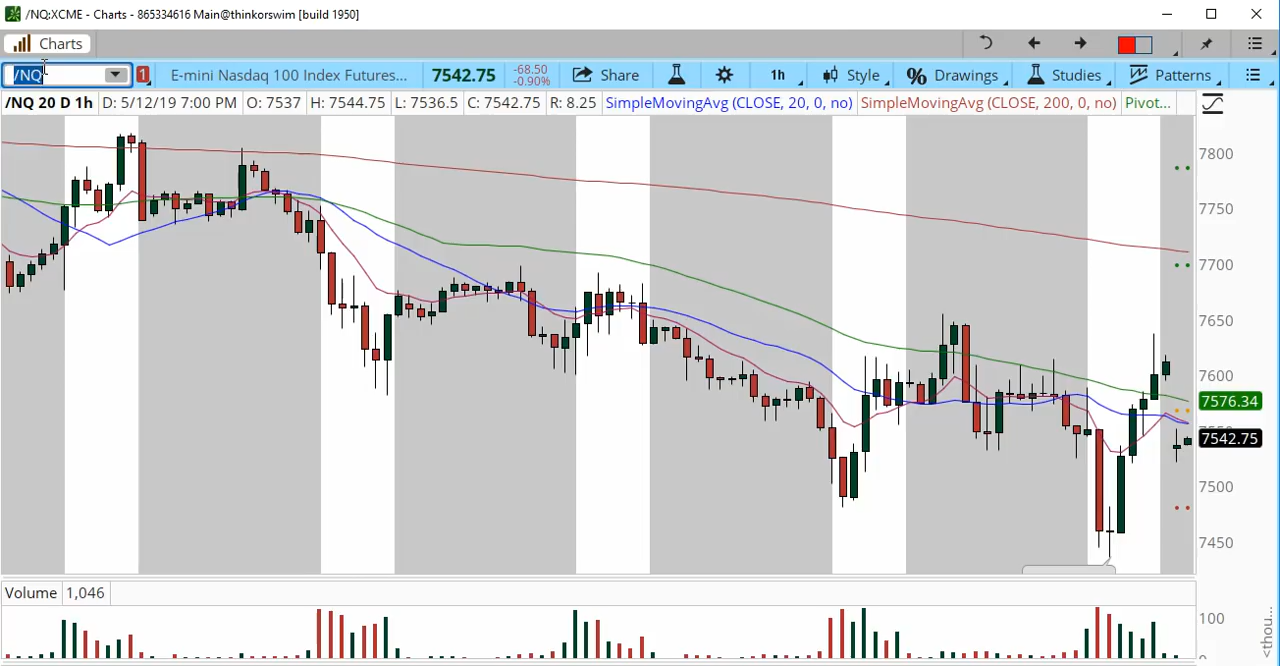 /NQ:XCME - Charts - 865334616 Main@thinkorswim [build 1950]
Charts
/NQ 1 E-mini Nasdaq 100 Index Futures... 7542.75 -68.50 -0.90% Share 1h Style % Drawings Studies Patterns
/NQ 20 D 1h D: 5/12/19 7:00 PM O: 7537 H: 7544.75 L: 7536.5 C: 7542.75 R: 8.25 SimpleMovingAvg (CLOSE, 20, 0, no) SimpleMovingAvg (CLOSE, 200, 0, no) Pivot...
7800
7750
7700
7650
7600
7576.34
7542.75
7500
7450
Volume 1,046
100
0
<thou...